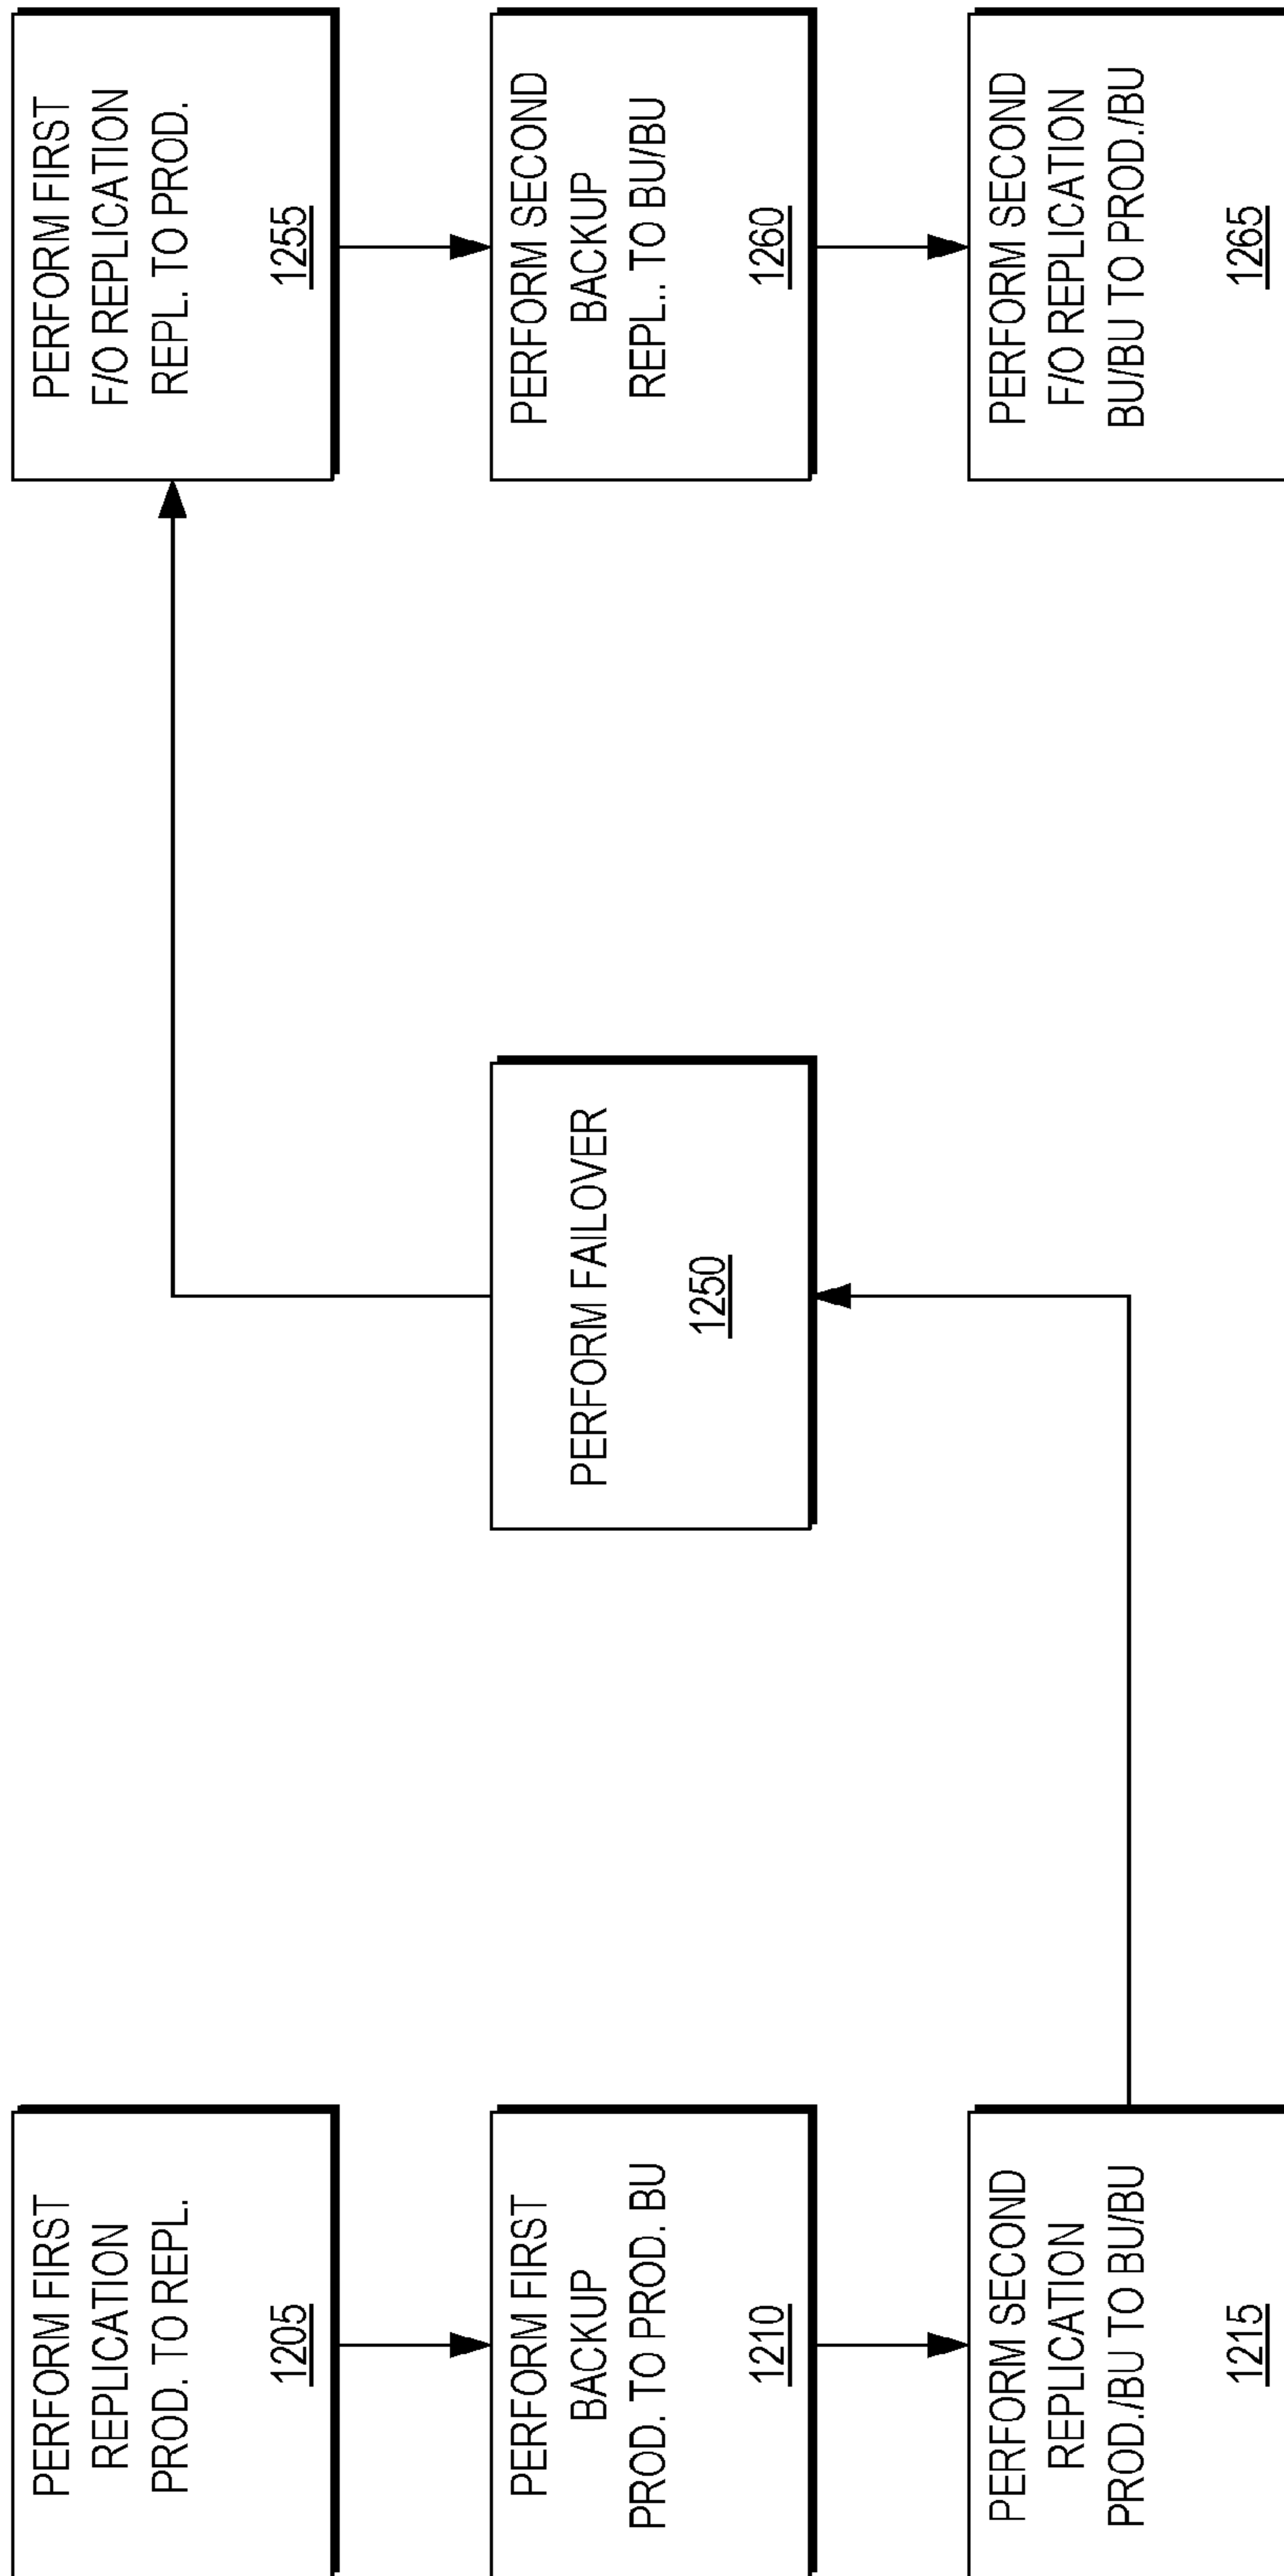 PERFORM FIRST
REPLICATION
PROD. TO REPL.
1205
PERFORM FIRST
BACKUP
PROD. TO PROD. BU
1210
PERFORM SECOND
REPLICATION
PROD./BU TO BU/BU
1215
PERFORM FAILOVER
1250
PERFORM FIRST
F/O REPLICATION
REPL. TO PROD.
1255
PERFORM SECOND
BACKUP
REPL.. TO BU/BU
1260
PERFORM SECOND
F/O REPLICATION
BU/BU TO PROD./BU
1265